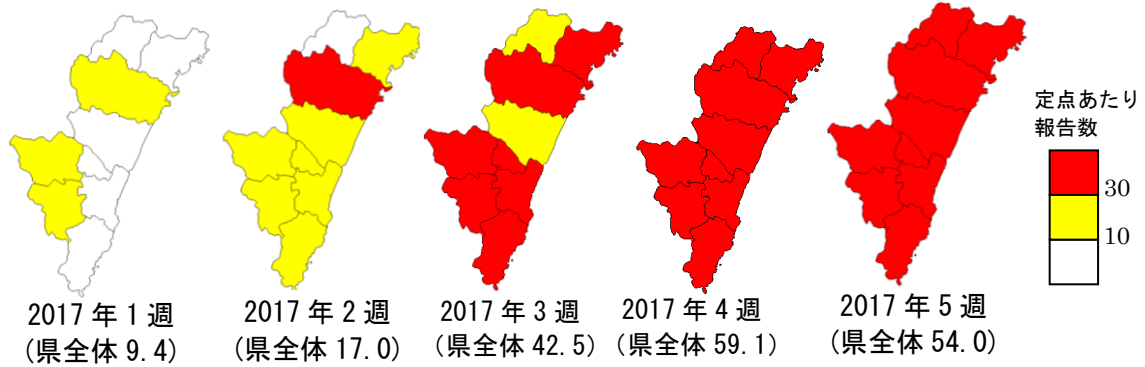 定点あたり
報告数
30
10
2017年1週
(県全体9.4)
2017年2週
(県全体17.0)
2017年3週
(県全体42.5)
2017年4週
(県全体59.1)
2017年5週
(県全体54.0)